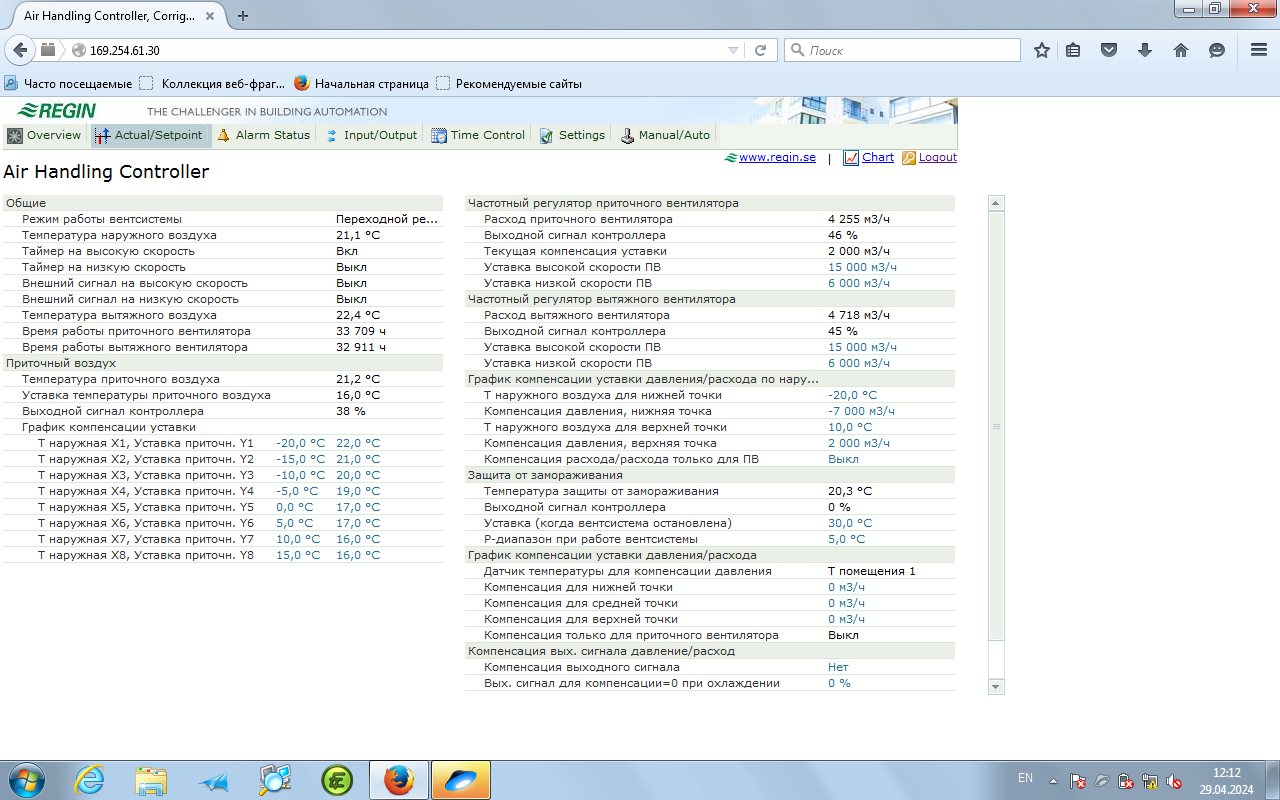 Air Handling Controller, Corrig...
169.254.61.30
Поиск
Часто посещаемые Коллекция веб-фраг... Начальная страница Рекомендуемые сайты
REGIN THE CHALLENGER IN BUILDING AUTOMATION
Overview Actual/Setpoint Alarm Status Input/Output Time Control Settings Manual/Auto
www.regin.se | Chart Logout
Air Handling Controller
Общие
Режим работы вентсистемы Переходной ре...
Температура наружного воздуха 21,1 °C
Таймер на высокую скорость Вкл
Таймер на низкую скорость Выкл
Внешний сигнал на высокую скорость Выкл
Внешний сигнал на низкую скорость Выкл
Температура вытяжного воздуха 22,4 °C
Время работы приточного вентилятора 33 709 ч
Время работы вытяжного вентилятора 32 911 ч
Приточный воздух
Температура приточного воздуха 21,2 °C
Уставка температуры приточного воздуха 16,0 °C
Выходной сигнал контроллера 38 %
График компенсации уставки
Т наружная X1, Уставка приточн. Y1 -20,0 °C 22,0 °C
Т наружная X2, Уставка приточн. Y2 -15,0 °C 21,0 °C
Т наружная X3, Уставка приточн. Y3 -10,0 °C 20,0 °C
Т наружная X4, Уставка приточн. Y4 -5,0 °C 19,0 °C
Т наружная X5, Уставка приточн. Y5 0,0 °C 17,0 °C
Т наружная X6, Уставка приточн. Y6 5,0 °C 17,0 °C
Т наружная X7, Уставка приточн. Y7 10,0 °C 16,0 °C
Т наружная X8, Уставка приточн. Y8 15,0 °C 16,0 °C
Частотный регулятор приточного вентилятора
Расход приточного вентилятора 4 255 м3/ч
Выходной сигнал контроллера 46 %
Текущая компенсация уставки 2 000 м3/ч
Уставка высокой скорости ПВ 15 000 м3/ч
Уставка низкой скорости ПВ 6 000 м3/ч
Частотный регулятор вытяжного вентилятора
Расход вытяжного вентилятора 4 718 м3/ч
Выходной сигнал контроллера 45 %
Уставка высокой скорости ПВ 15 000 м3/ч
Уставка низкой скорости ПВ 6 000 м3/ч
График компенсации уставки давления/расхода по нару...
Т наружного воздуха для нижней точки -20,0 °C
Компенсация давления, нижняя точка -7 000 м3/ч
Т наружного воздуха для верхней точки 10,0 °C
Компенсация давления, верхняя точка 2 000 м3/ч
Компенсация расхода/расхода только для ПВ Выкл
Защита от замораживания
Температура защиты от замораживания 20,3 °C
Выходной сигнал контроллера 0 %
Уставка (когда вентсистема остановлена) 30,0 °C
Р-диапазон при работе вентсистемы 5,0 °C
График компенсации уставки давления/расхода
Датчик температуры для компенсации давления Т помещения 1
Компенсация для нижней точки 0 м3/ч
Компенсация для средней точки 0 м3/ч
Компенсация для верхней точки 0 м3/ч
Компенсация только для приточного вентилятора Выкл
Компенсация вых. сигнала давление/расход
Компенсация выходного сигнала Нет
Вых. сигнал для компенсации=0 при охлаждении 0 %
EN
12:12
29.04.2024